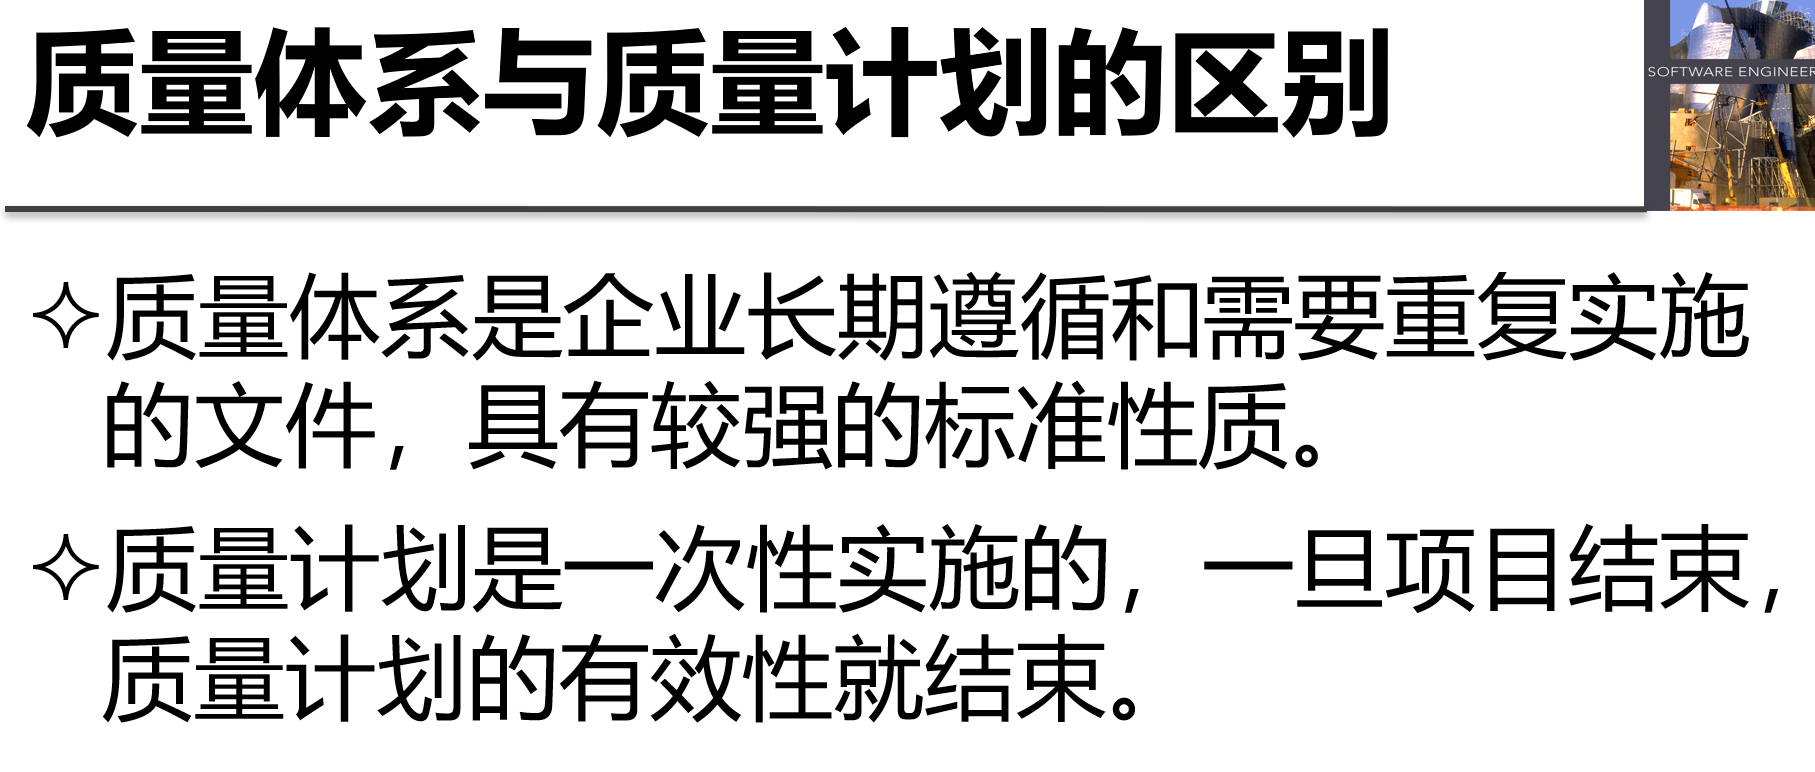 质量体系与质量计划的区别
SOFTWARE ENGINEER
✧质量体系是企业长期遵循和需要重复实施
的文件，具有较强的标准性质。
✧质量计划是一次性实施的，一旦项目结束，
质量计划的有效性就结束。